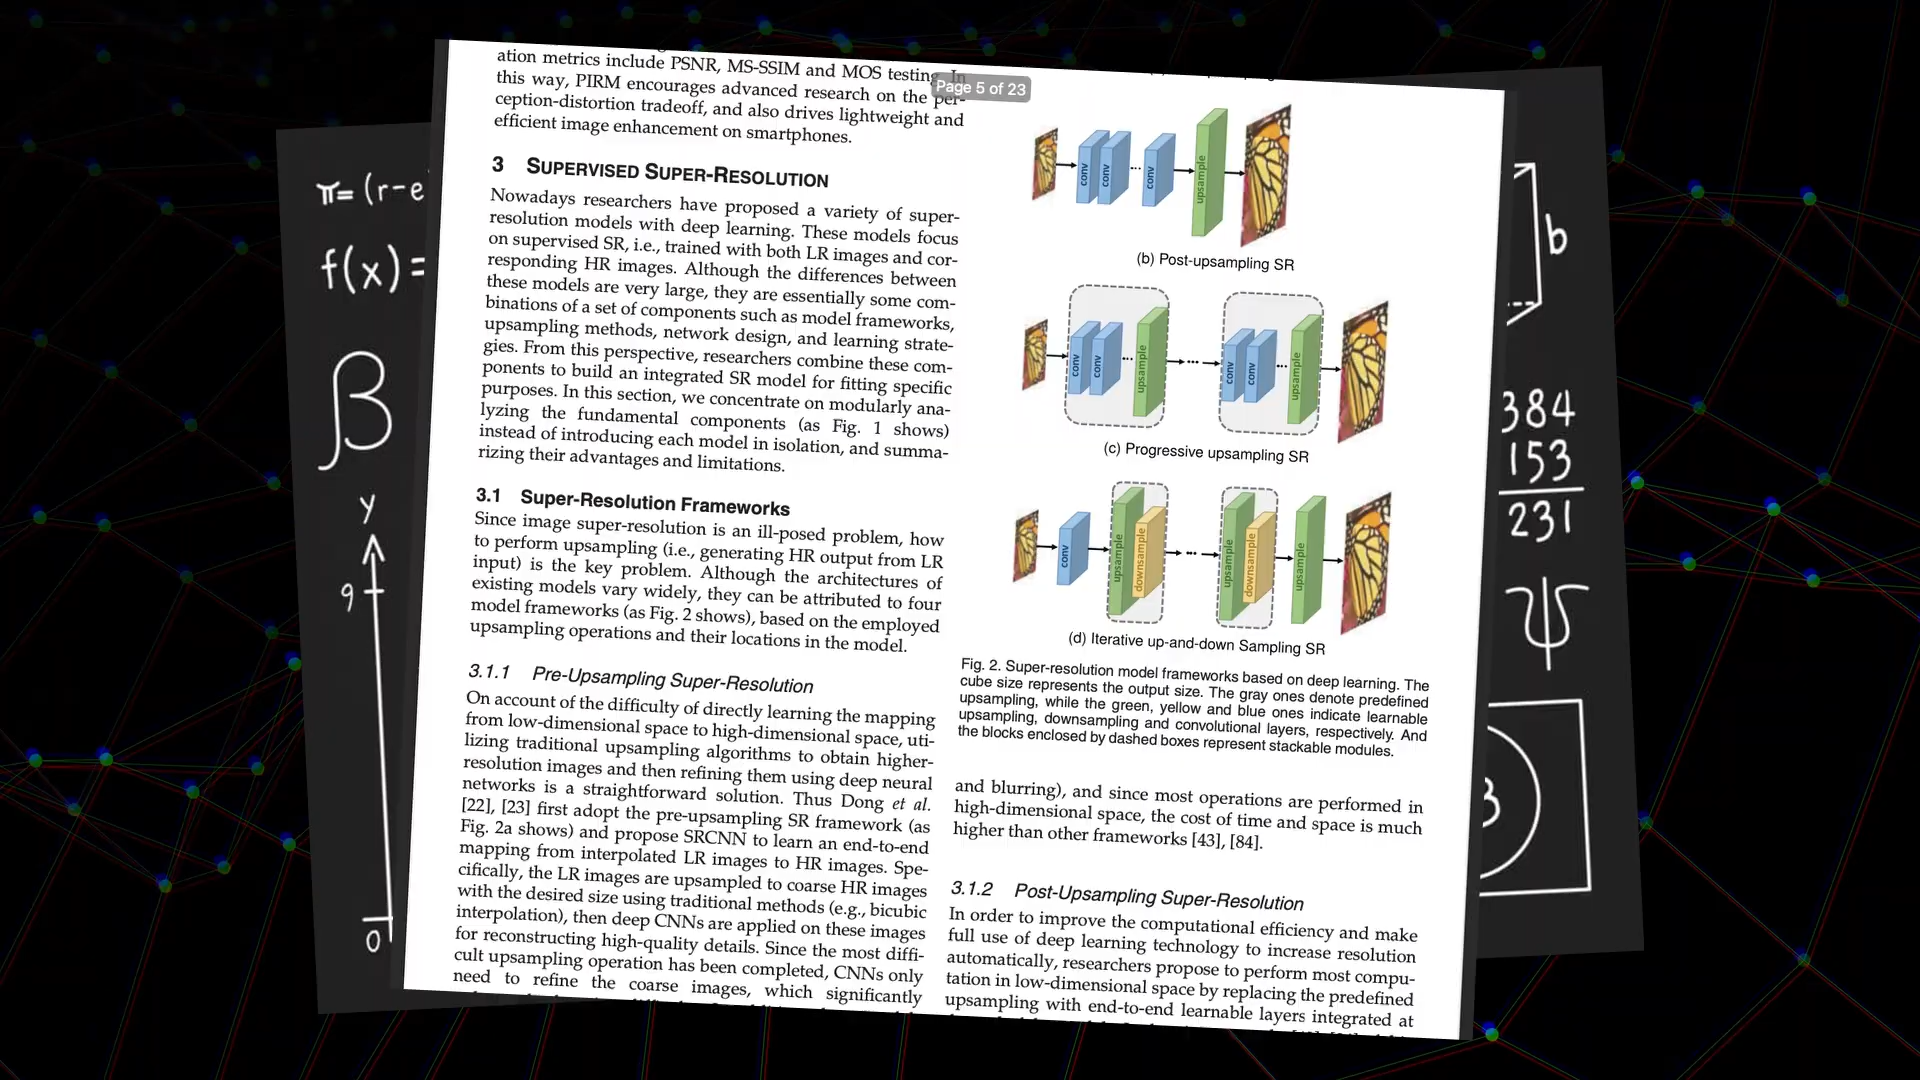 ation metrics include PSNR, MS-SSIM and MOS testing. In
this way, PIRM encourages advanced research on the per-
ception-distortion tradeoff, and also drives lightweight and
efficient image enhancement on smartphones.
3 SUPERVISED SUPER-RESOLUTION
Nowadays researchers have proposed a variety of super-
resolution models with deep learning. These models focus
on supervised SR, i.e., trained with both LR images and cor-
responding HR images. Although the differences between
these models are very large, they are essentially some com-
binations of a set of components such as model frameworks,
upsampling methods, network design, and learning strate-
gies. From this perspective, researchers combine these com-
ponents to build an integrated SR model for fitting specific
purposes. In this section, we concentrate on modularly ana-
lyzing the fundamental components (as Fig. 1 shows)
instead of introducing each model in isolation, and summa-
rizing their advantages and limitations.
3.1 Super-Resolution Frameworks
Since image super-resolution is an ill-posed problem, how
to perform upsampling (i.e., generating HR output from LR
input) is the key problem. Although the architectures of
existing models vary widely, they can be attributed to four
model frameworks (as Fig. 2 shows), based on the employed
upsampling operations and their locations in the model.
3.1.1 Pre-Upsampling Super-Resolution
On account of the difficulty of directly learning the mapping
from low-dimensional space to high-dimensional space, uti-
lizing traditional upsampling algorithms to obtain higher-
resolution images and then refining them using deep neural
networks is a straightforward solution. Thus Dong et al.
[22], [23] first adopt the pre-upsampling SR framework (as
Fig. 2a shows) and propose SRCNN to learn an end-to-end
mapping from interpolated LR images to HR images. Spe-
cifically, the LR images are upsampled to coarse HR images
with the desired size using traditional methods (e.g., bicubic
interpolation), then deep CNNs are applied on these images
for reconstructing high-quality details. Since the most diffi-
cult upsampling operation has been completed, CNNs only
need to refine the coarse images, which significantly
Page 5 of 23
conv conv ... conv upsample
(b) Post-upsampling SR
conv conv ... upsample ... conv conv ... upsample
(c) Progressive upsampling SR
conv upsample downsample ... upsample downsample upsample
(d) Iterative up-and-down Sampling SR
Fig. 2. Super-resolution model frameworks based on deep learning. The
cube size represents the output size. The gray ones denote predefined
upsampling, while the green, yellow and blue ones indicate learnable
upsampling, downsampling and convolutional layers, respectively. And
the blocks enclosed by dashed boxes represent stackable modules.
and blurring), and since most operations are performed in
high-dimensional space, the cost of time and space is much
higher than other frameworks [43], [84].
3.1.2 Post-Upsampling Super-Resolution
In order to improve the computational efficiency and make
full use of deep learning technology to increase resolution
automatically, researchers propose to perform most compu-
tation in low-dimensional space by replacing the predefined
upsampling with end-to-end learnable layers integrated at
π= (r-e
f(x) =
β
y
9
0
b
384
153
231
ψ